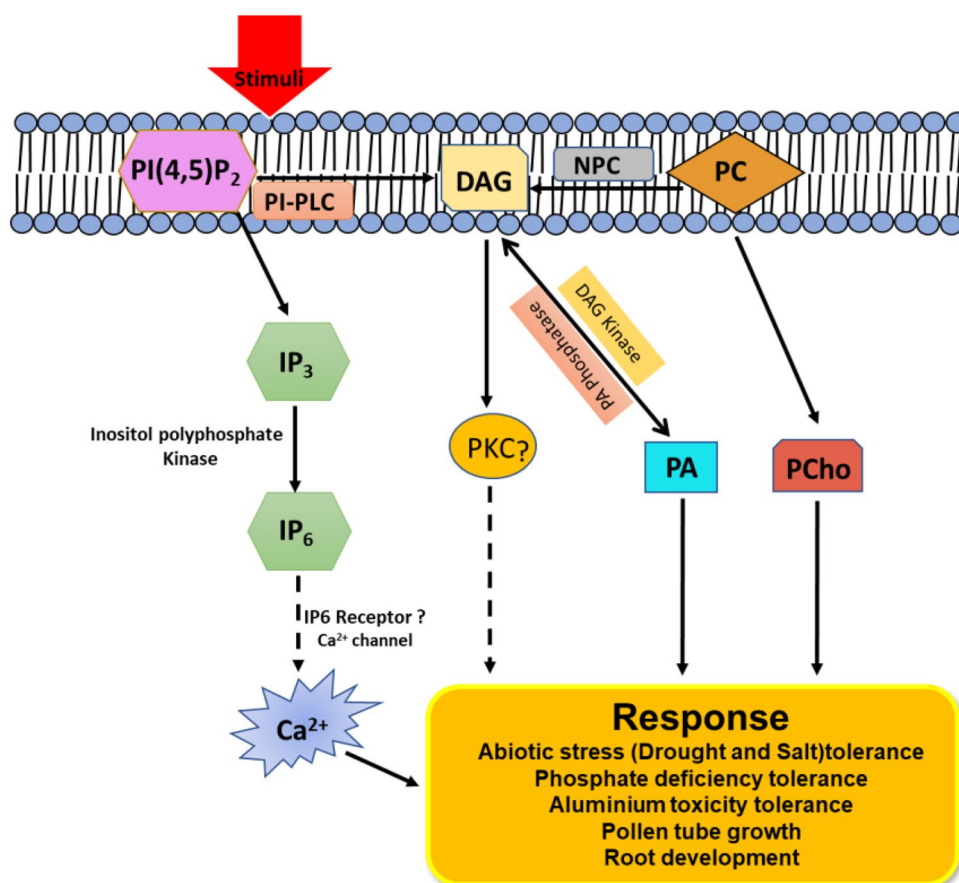 Stimuli
PI(4,5)P₂
PI-PLC
DAG
NPC
PC
IP₃
Inositol polyphosphate
Kinase
IP₆
IP6 Receptor ?
Ca²⁺ channel
Ca²⁺
PKC?
DAG Kinase
PA Phosphatase
PA
PCho
Response
Abiotic stress (Drought and Salt)tolerance
Phosphate deficiency tolerance
Aluminium toxicity tolerance
Pollen tube growth
Root development